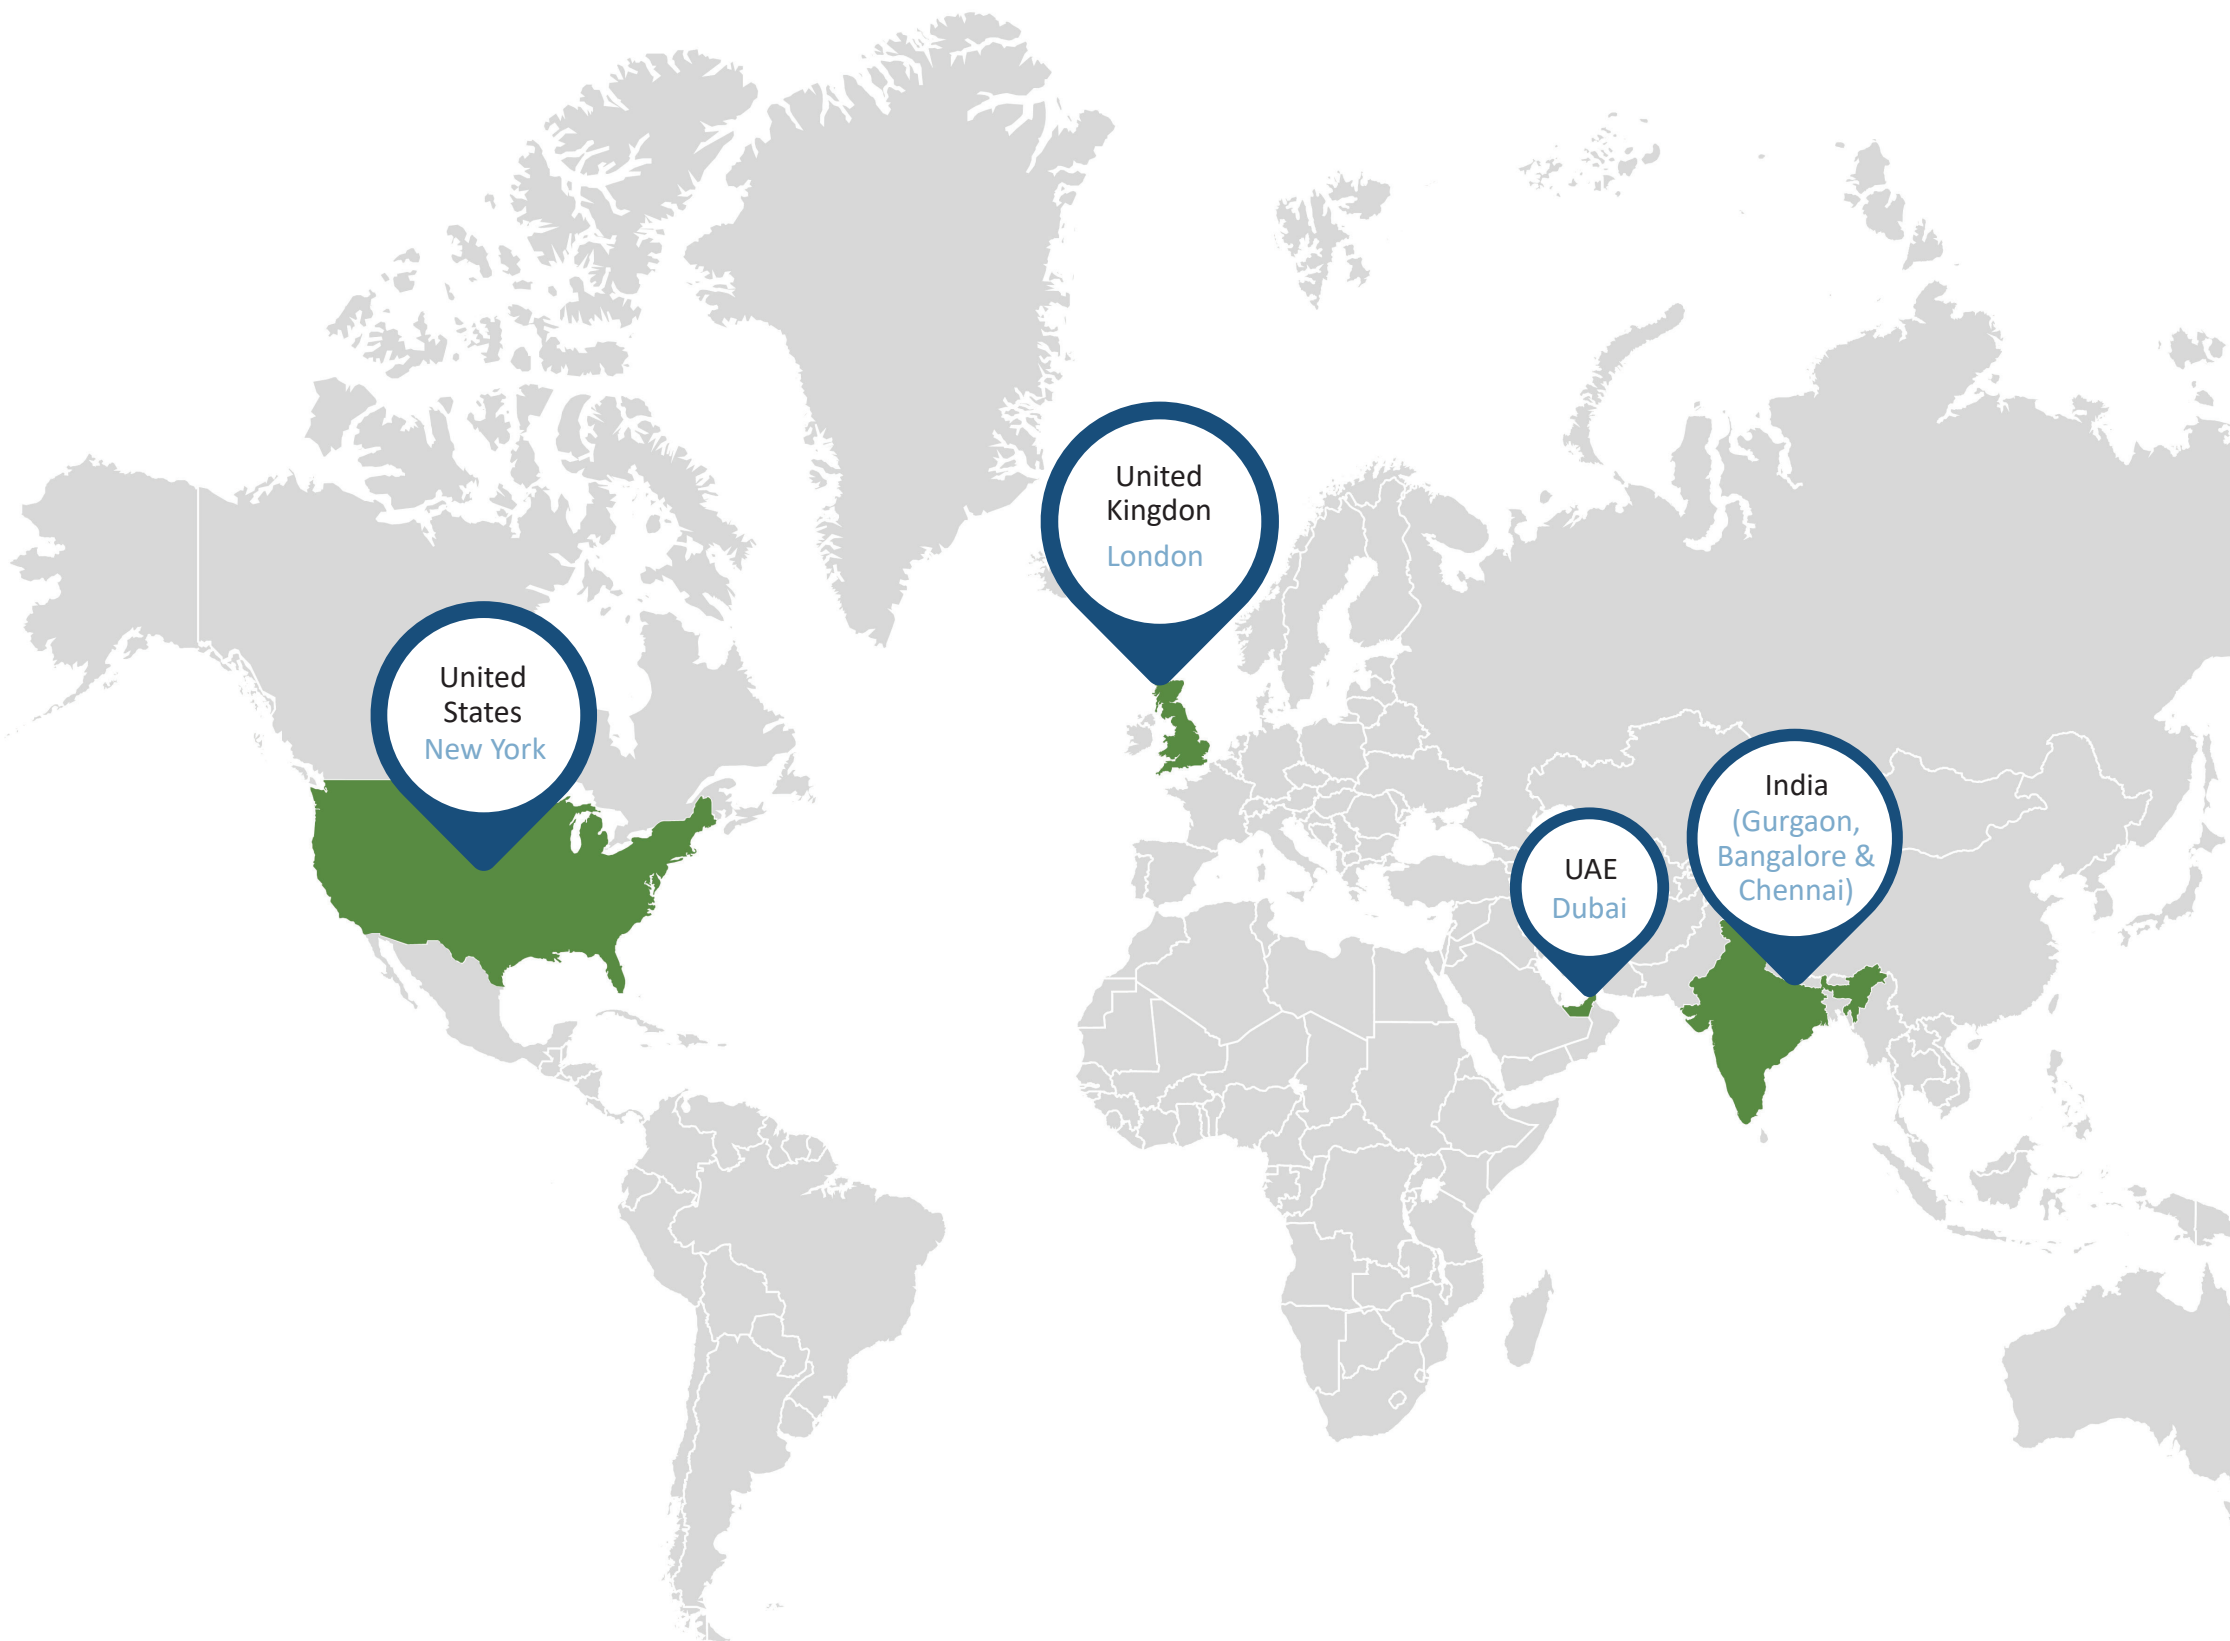 United
Kingdon
London
United
States
New York
India
(Gurgaon,
Bangalore &
Chennai)
UAE
Dubai